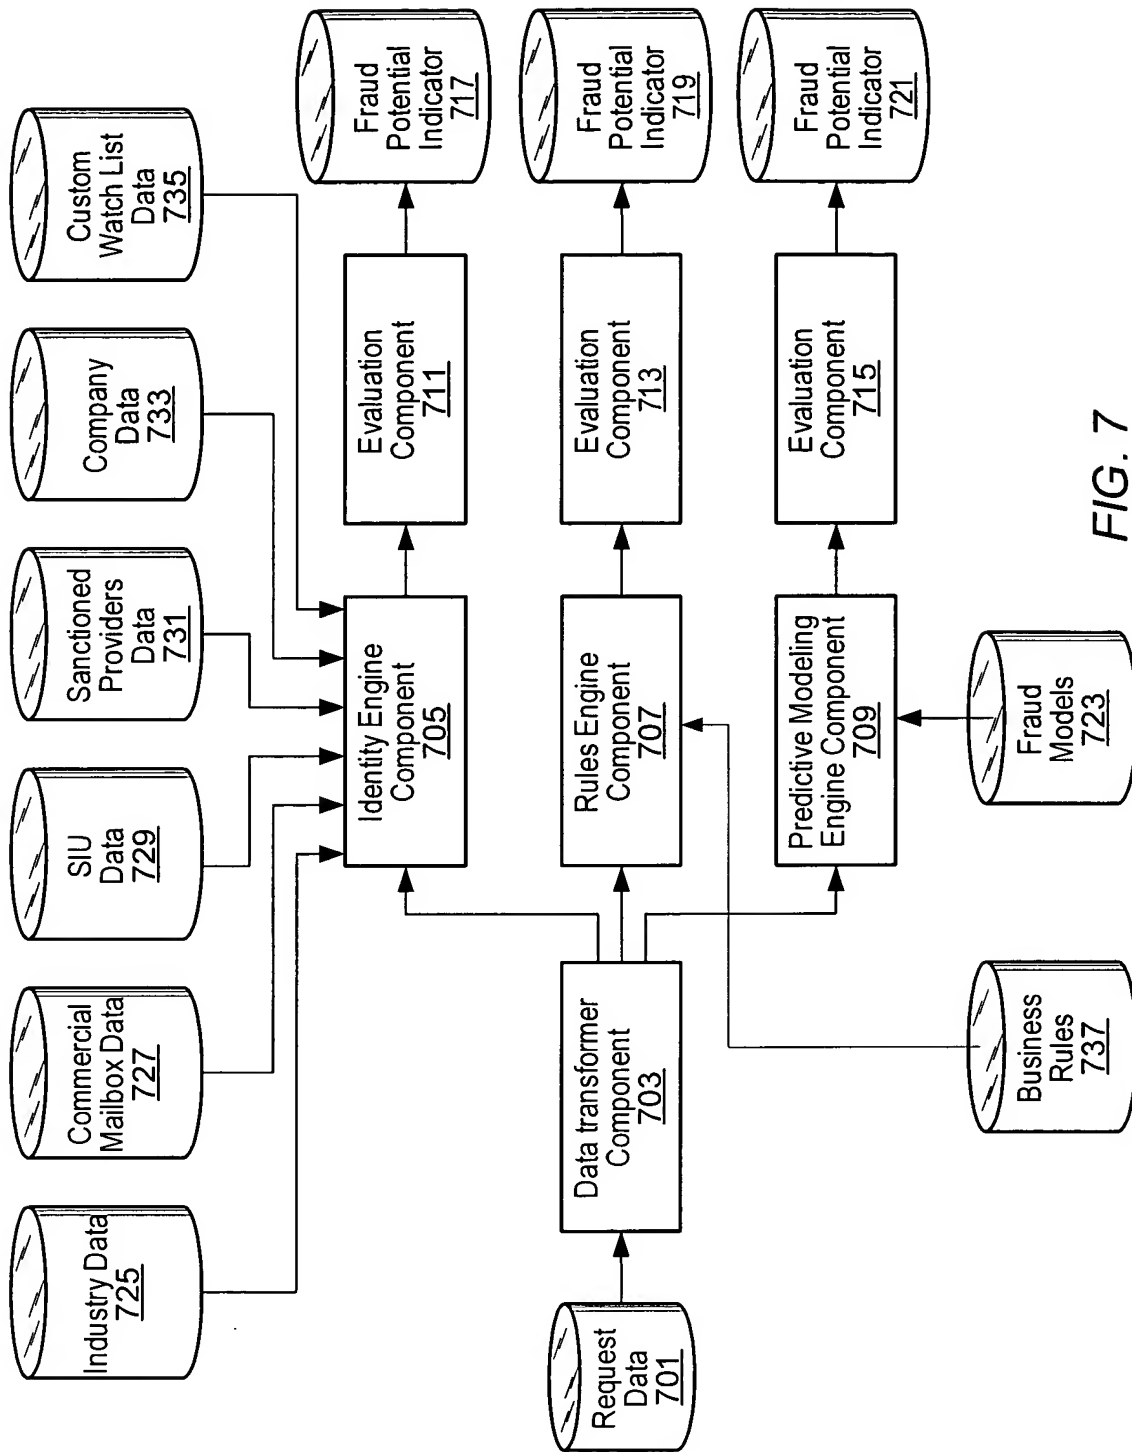 Industry Data
725
Commercial
Mailbox Data
727
SIU
Data
729
Sanctioned
Providers
Data
731
Company
Data
733
Custom
Watch List
Data
735
Request
Data
701
Data transformer
Component
703
Identity Engine
Component
705
Evaluation
Component
711
Fraud
Potential
Indicator
717
Rules Engine
Component
707
Evaluation
Component
713
Fraud
Potential
Indicator
719
Predictive Modeling
Engine Component
709
Evaluation
Component
715
Fraud
Potential
Indicator
721
Business
Rules
737
Fraud
Models
723
FIG. 7